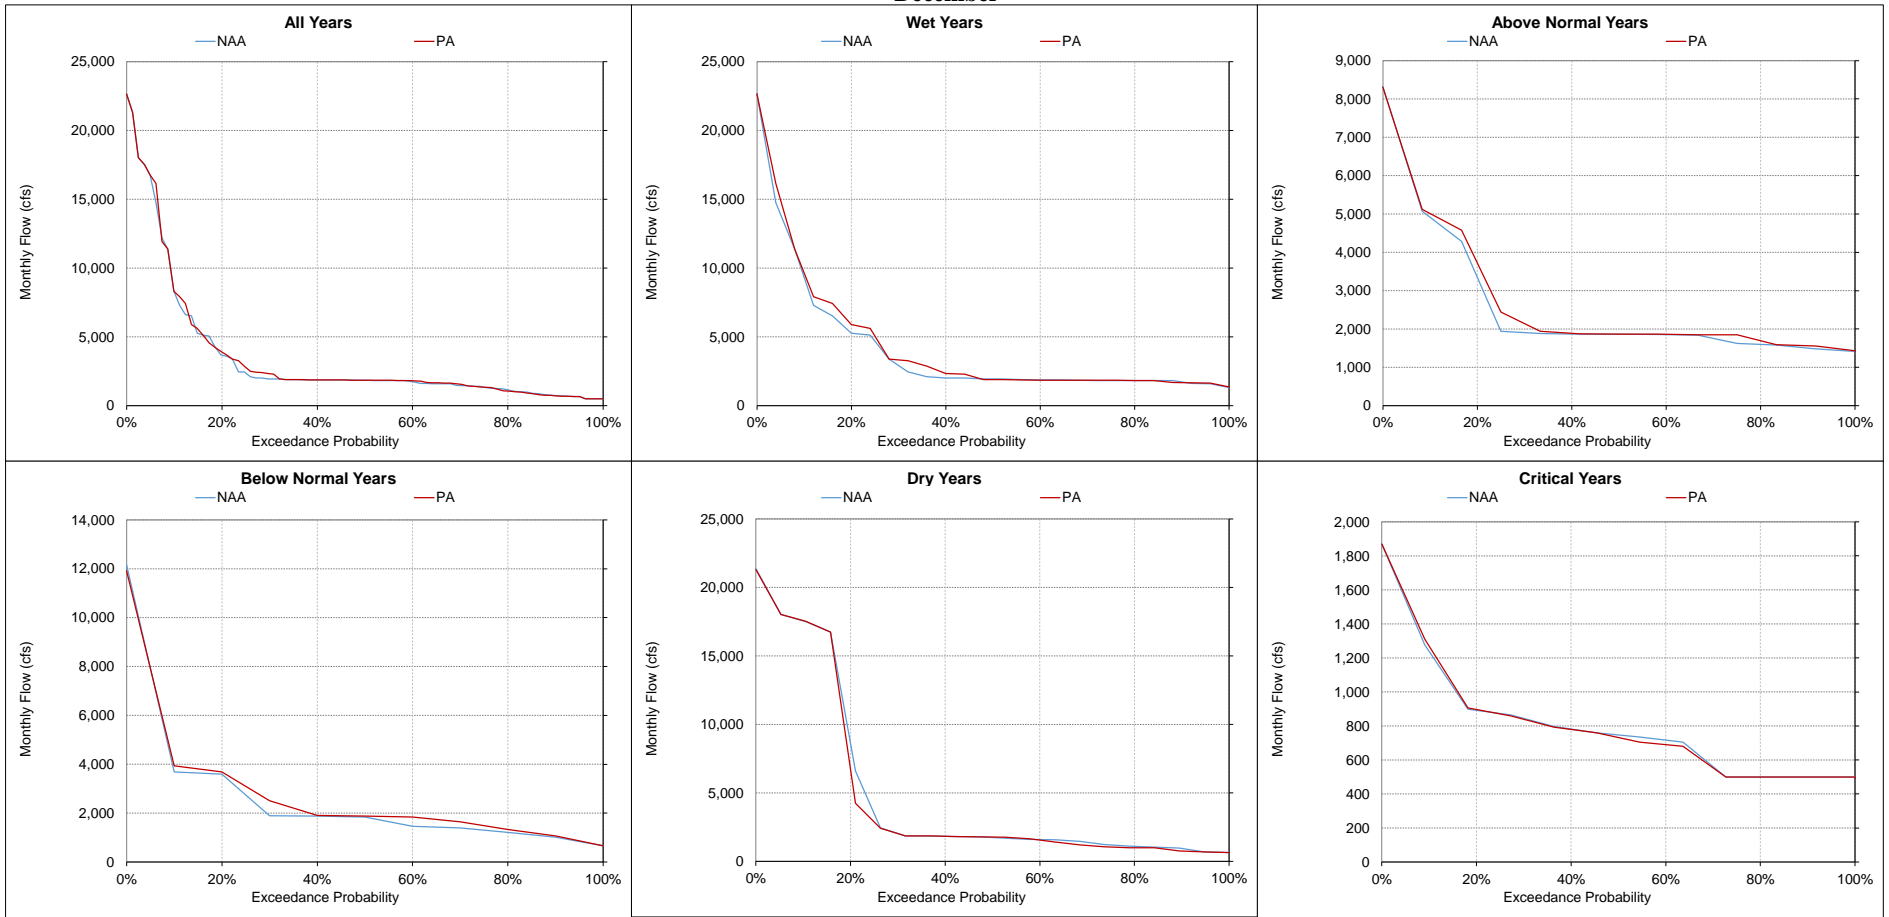 December
All Years
NAA PA
25,000
20,000
15,000
10,000
5,000
0
0% 20% 40% 60% 80% 100%
Monthly Flow (cfs)
Exceedance Probability
Wet Years
NAA PA
25,000
20,000
15,000
10,000
5,000
0
0% 20% 40% 60% 80% 100%
Monthly Flow (cfs)
Exceedance Probability
Above Normal Years
NAA PA
9,000
8,000
7,000
6,000
5,000
4,000
3,000
2,000
1,000
0
0% 20% 40% 60% 80% 100%
Monthly Flow (cfs)
Exceedance Probability
Below Normal Years
NAA PA
14,000
12,000
10,000
8,000
6,000
4,000
2,000
0
0% 20% 40% 60% 80% 100%
Monthly Flow (cfs)
Exceedance Probability
Dry Years
NAA PA
25,000
20,000
15,000
10,000
5,000
0
0% 20% 40% 60% 80% 100%
Monthly Flow (cfs)
Exceedance Probability
Critical Years
NAA PA
2,000
1,800
1,600
1,400
1,200
1,000
800
600
400
200
0
0% 20% 40% 60% 80% 100%
Monthly Flow (cfs)
Exceedance Probability